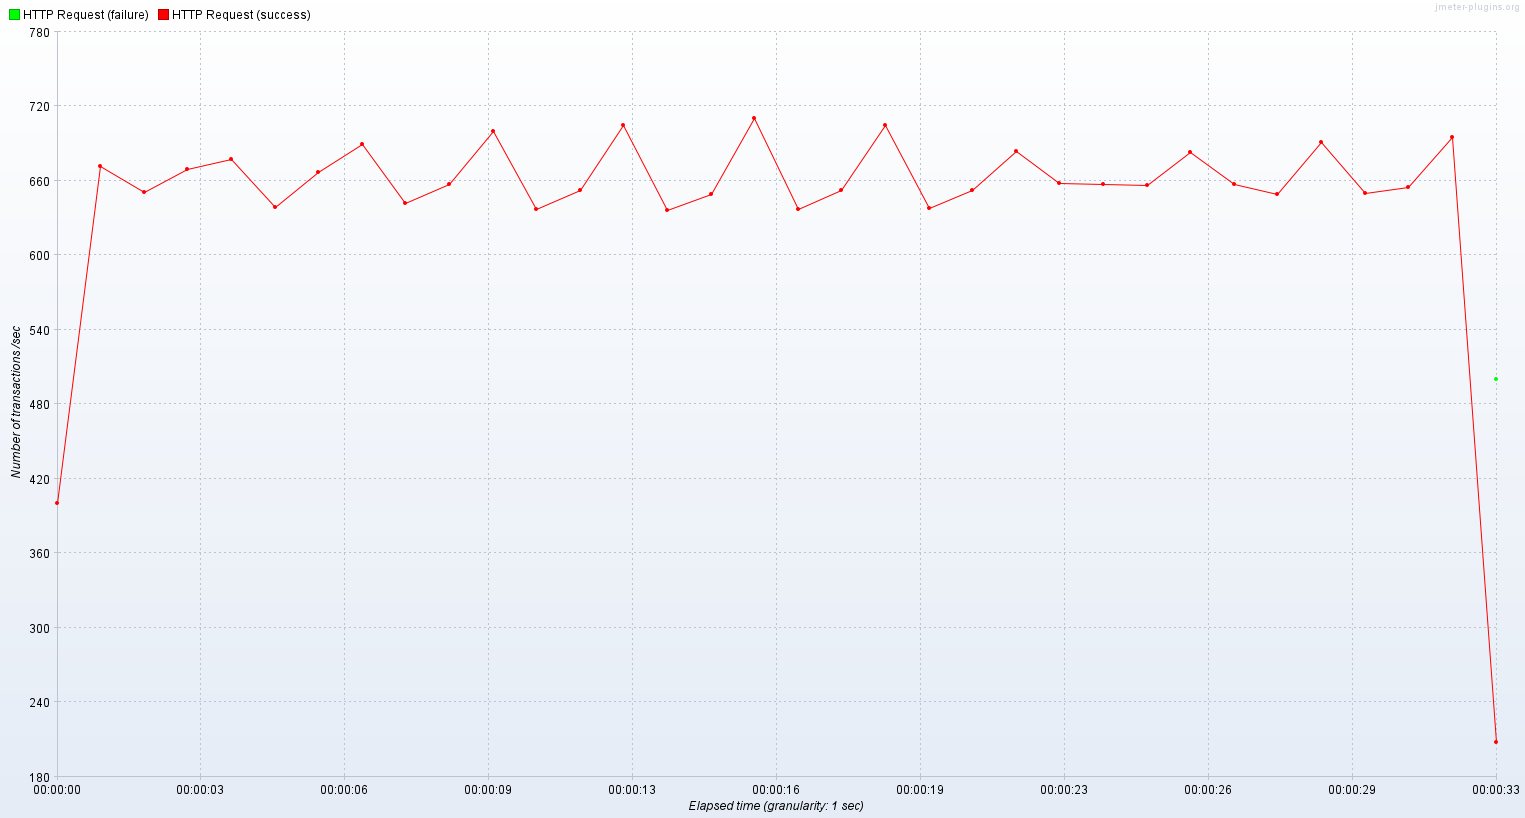 HTTP Request (failure) HTTP Request (success)
jmeter-plugins.org
780
720
660
600
540
480
420
360
300
240
180
Number of transactions /sec
00:00:00 00:00:03 00:00:06 00:00:09 00:00:13 00:00:16 00:00:19 00:00:23 00:00:26 00:00:29 00:00:33
Elapsed time (granularity: 1 sec)